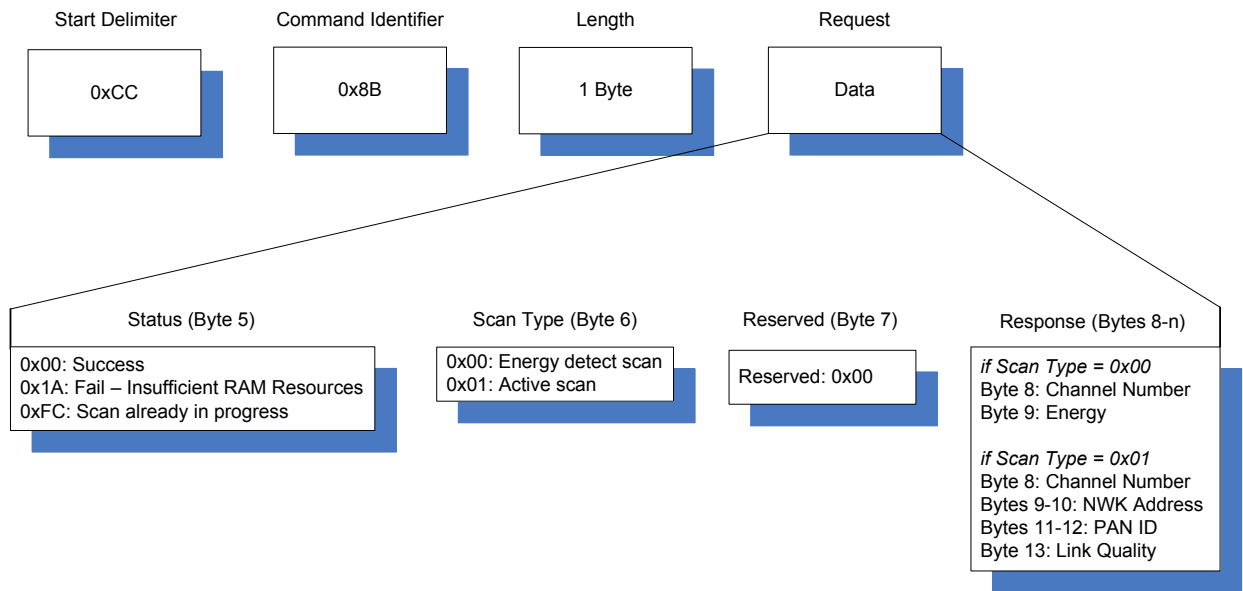 Start Delimiter
Command Identifier
Length
Request
0xCC
0x8B
1 Byte
Data
Status (Byte 5)
Scan Type (Byte 6)
Reserved (Byte 7)
Response (Bytes 8-n)
0x00: Success
0x1A: Fail – Insufficient RAM Resources
0xFC: Scan already in progress
0x00: Energy detect scan
0x01: Active scan
Reserved: 0x00
if Scan Type = 0x00
Byte 8: Channel Number
Byte 9: Energy
if Scan Type = 0x01
Byte 8: Channel Number
Bytes 9-10: NWK Address
Bytes 11-12: PAN ID
Byte 13: Link Quality